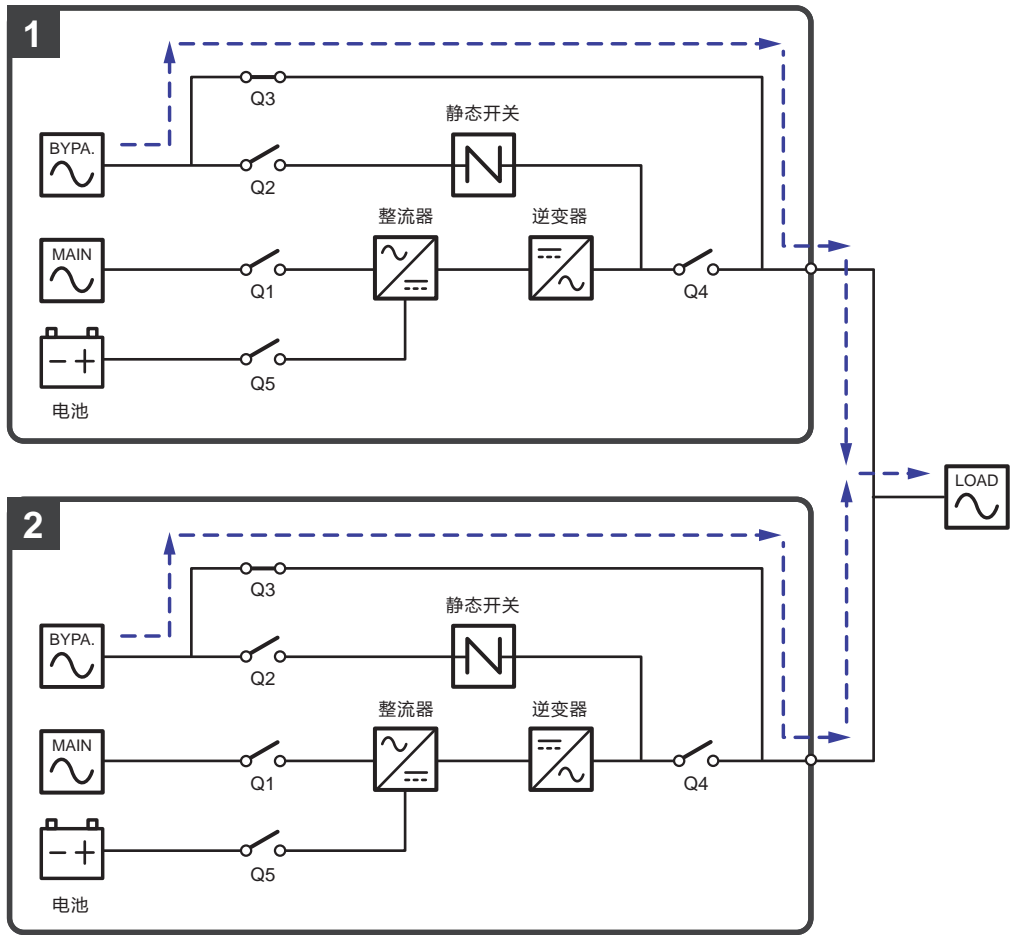 1
Q3
静态开关
BYPA.
Q2
整流器
逆变器
MAIN
Q1
Q4
- +
Q5
电池
LOAD
2
Q3
静态开关
BYPA.
Q2
整流器
逆变器
MAIN
Q1
Q4
- +
Q5
电池